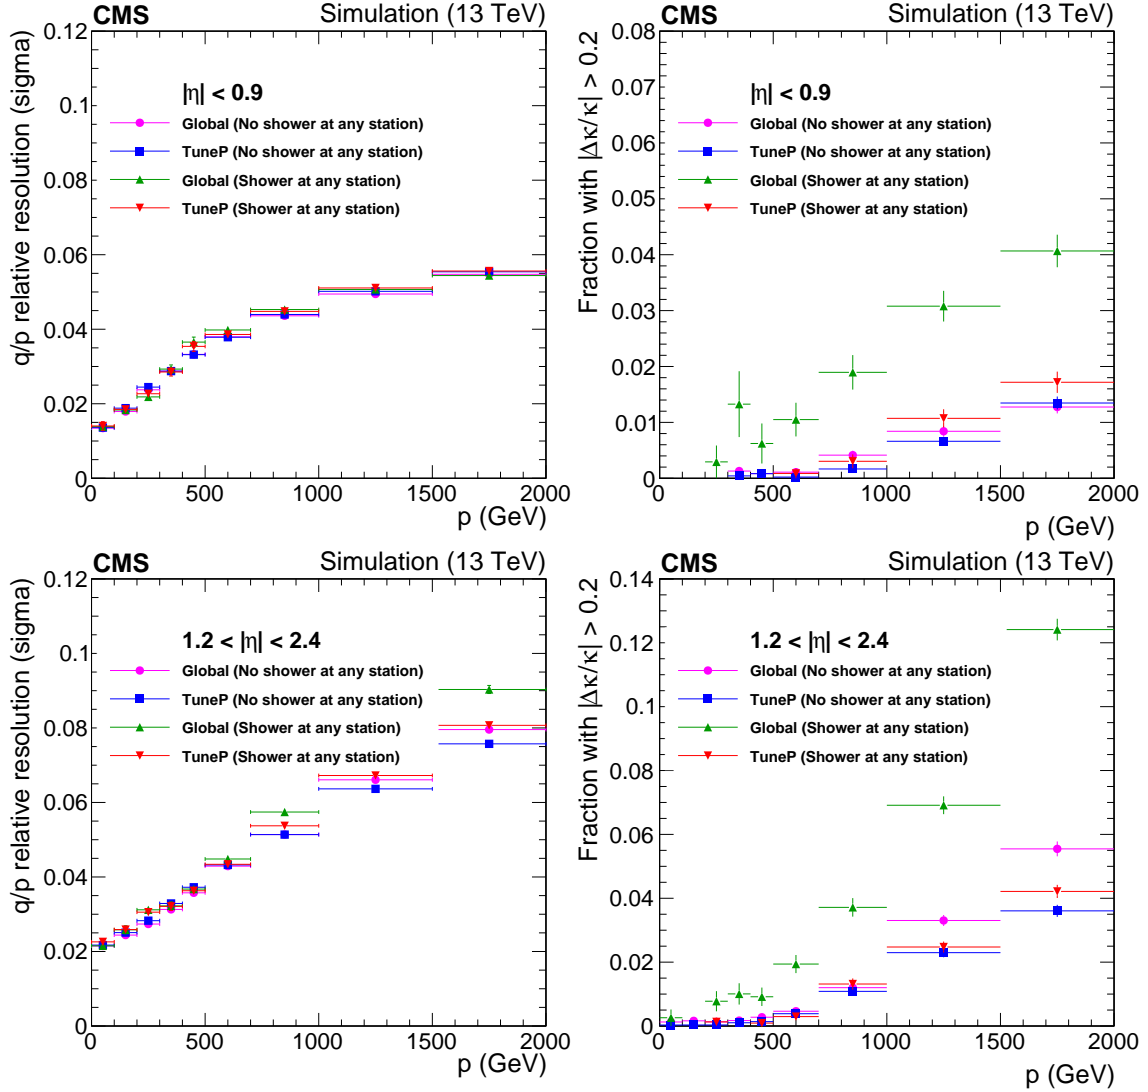 CMS Simulation (13 TeV)
q/p relative resolution (sigma)
0.12
0.1
0.08
0.06
0.04
0.02
0
|η| < 0.9
Global (No shower at any station)
TuneP (No shower at any station)
Global (Shower at any station)
TuneP (Shower at any station)
0 500 1000 1500 2000
p (GeV)
CMS Simulation (13 TeV)
Fraction with |Δκ/κ| > 0.2
0.08
0.07
0.06
0.05
0.04
0.03
0.02
0.01
0
|η| < 0.9
Global (No shower at any station)
TuneP (No shower at any station)
Global (Shower at any station)
TuneP (Shower at any station)
0 500 1000 1500 2000
p (GeV)
CMS Simulation (13 TeV)
q/p relative resolution (sigma)
0.12
0.1
0.08
0.06
0.04
0.02
0
1.2 < |η| < 2.4
Global (No shower at any station)
TuneP (No shower at any station)
Global (Shower at any station)
TuneP (Shower at any station)
0 500 1000 1500 2000
p (GeV)
CMS Simulation (13 TeV)
Fraction with |Δκ/κ| > 0.2
0.14
0.12
0.1
0.08
0.06
0.04
0.02
0
1.2 < |η| < 2.4
Global (No shower at any station)
TuneP (No shower at any station)
Global (Shower at any station)
TuneP (Shower at any station)
0 500 1000 1500 2000
p (GeV)